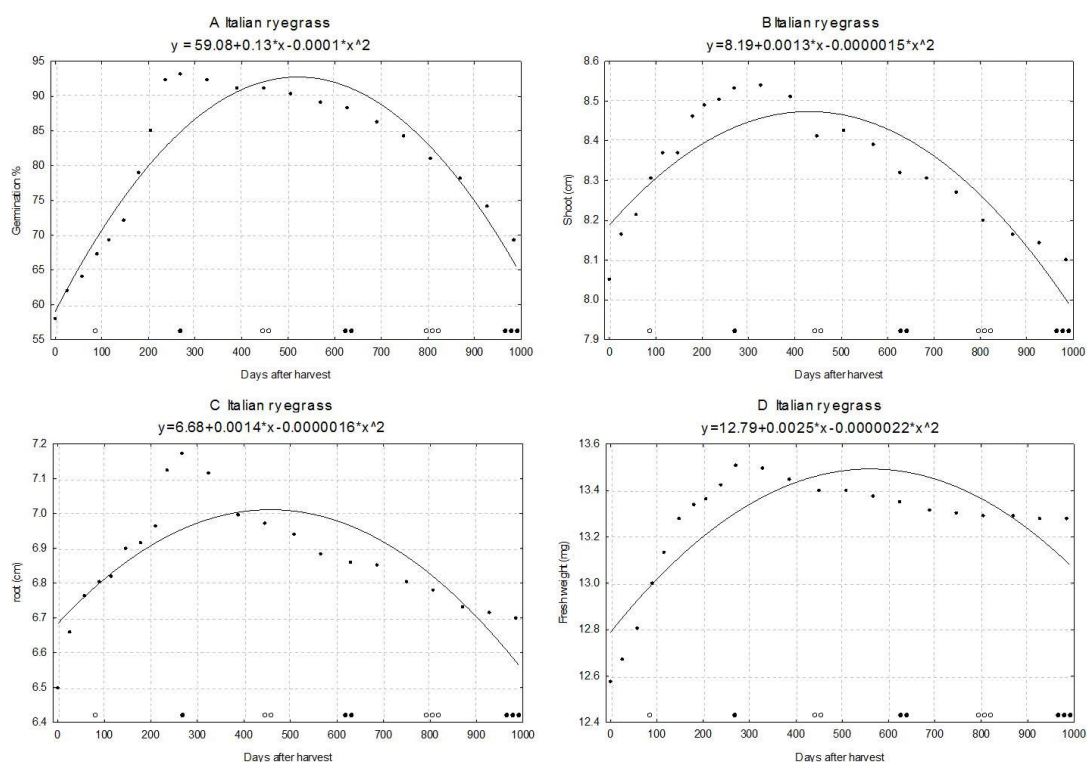 A Italian ryegrass
y = 59.08+0.13*x-0.0001*x^2
95
90
85
80
75
70
65
60
55
Germination %
0 100 200 300 400 500 600 700 800 900 1000
Days after harvest
B Italian ryegrass
y=8.19+0.0013*x-0.0000015*x^2
8.6
8.5
8.4
8.3
8.2
8.1
8.0
7.9
Shoot (cm)
0 100 200 300 400 500 600 700 800 900 1000
Days after harvest
C Italian ryegrass
y=6.68+0.0014*x-0.0000016*x^2
7.2
7.1
7.0
6.9
6.8
6.7
6.6
6.5
6.4
root (cm)
0 100 200 300 400 500 600 700 800 900 1000
Days after harvest
D Italian ryegrass
y=12.79+0.0025*x-0.0000022*x^2
13.6
13.4
13.2
13.0
12.8
12.6
12.4
Fresh weight (mg)
0 100 200 300 400 500 600 700 800 900 1000
Days after harvest